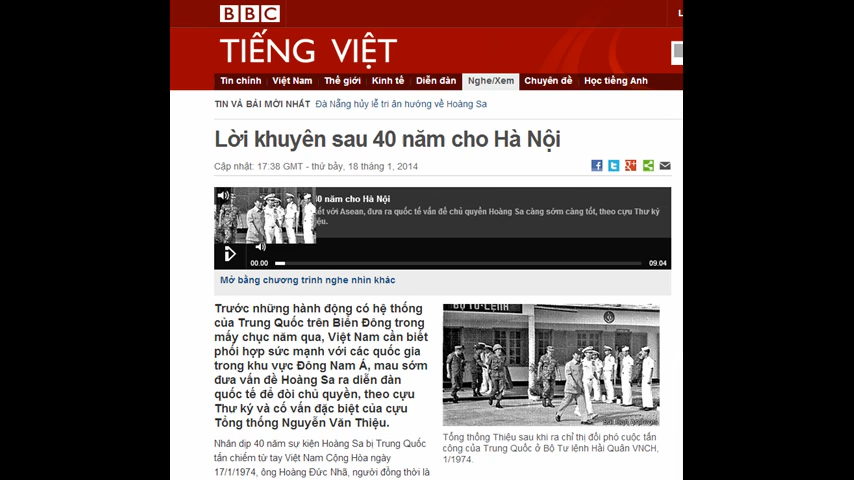 BBC
TIẾNG VIỆT
Tin chính Việt Nam Thế giới Kinh tế Diễn đàn Nghe/Xem Chuyên đề Học tiếng Anh
TIN VÀ BÀI MỚI NHẤT Đà Nẵng hủy lễ tri ân hướng về Hoàng Sa
Lời khuyên sau 40 năm cho Hà Nội
Cập nhật: 17:38 GMT - thứ bảy, 18 tháng 1, 2014
40 năm cho Hà Nội
kết với Asean, đưa ra quốc tế vấn đề chủ quyền Hoàng Sa càng sớm càng tốt, theo cựu Thư ký
00.00 09.04
Mở bằng chương trình nghe nhìn khác
Trước những hành động có hệ thống
của Trung Quốc trên Biển Đông trong
mấy chục năm qua, Việt Nam cần biết
phối hợp sức mạnh với các quốc gia
trong khu vực Đông Nam Á, mau sớm
đưa vấn đề Hoàng Sa ra diễn đàn
quốc tế để đòi chủ quyền, theo cựu
Thư ký và cố vấn đặc biệt của cựu
Tổng thống Nguyễn Văn Thiệu.
Nhân dịp 40 năm sự kiện Hoàng Sa bị Trung Quốc
tấn chiếm từ tay Việt Nam Cộng Hòa ngày
17/1/1974, ông Hoàng Đức Nhã, người đồng thời là
BỘ TƯ-LỆNH
Tổng thống Thiệu sau khi ra chỉ thị đối phó cuộc tấn
công của Trung Quốc ở Bộ Tư lệnh Hải Quân VNCH,
1/1974.